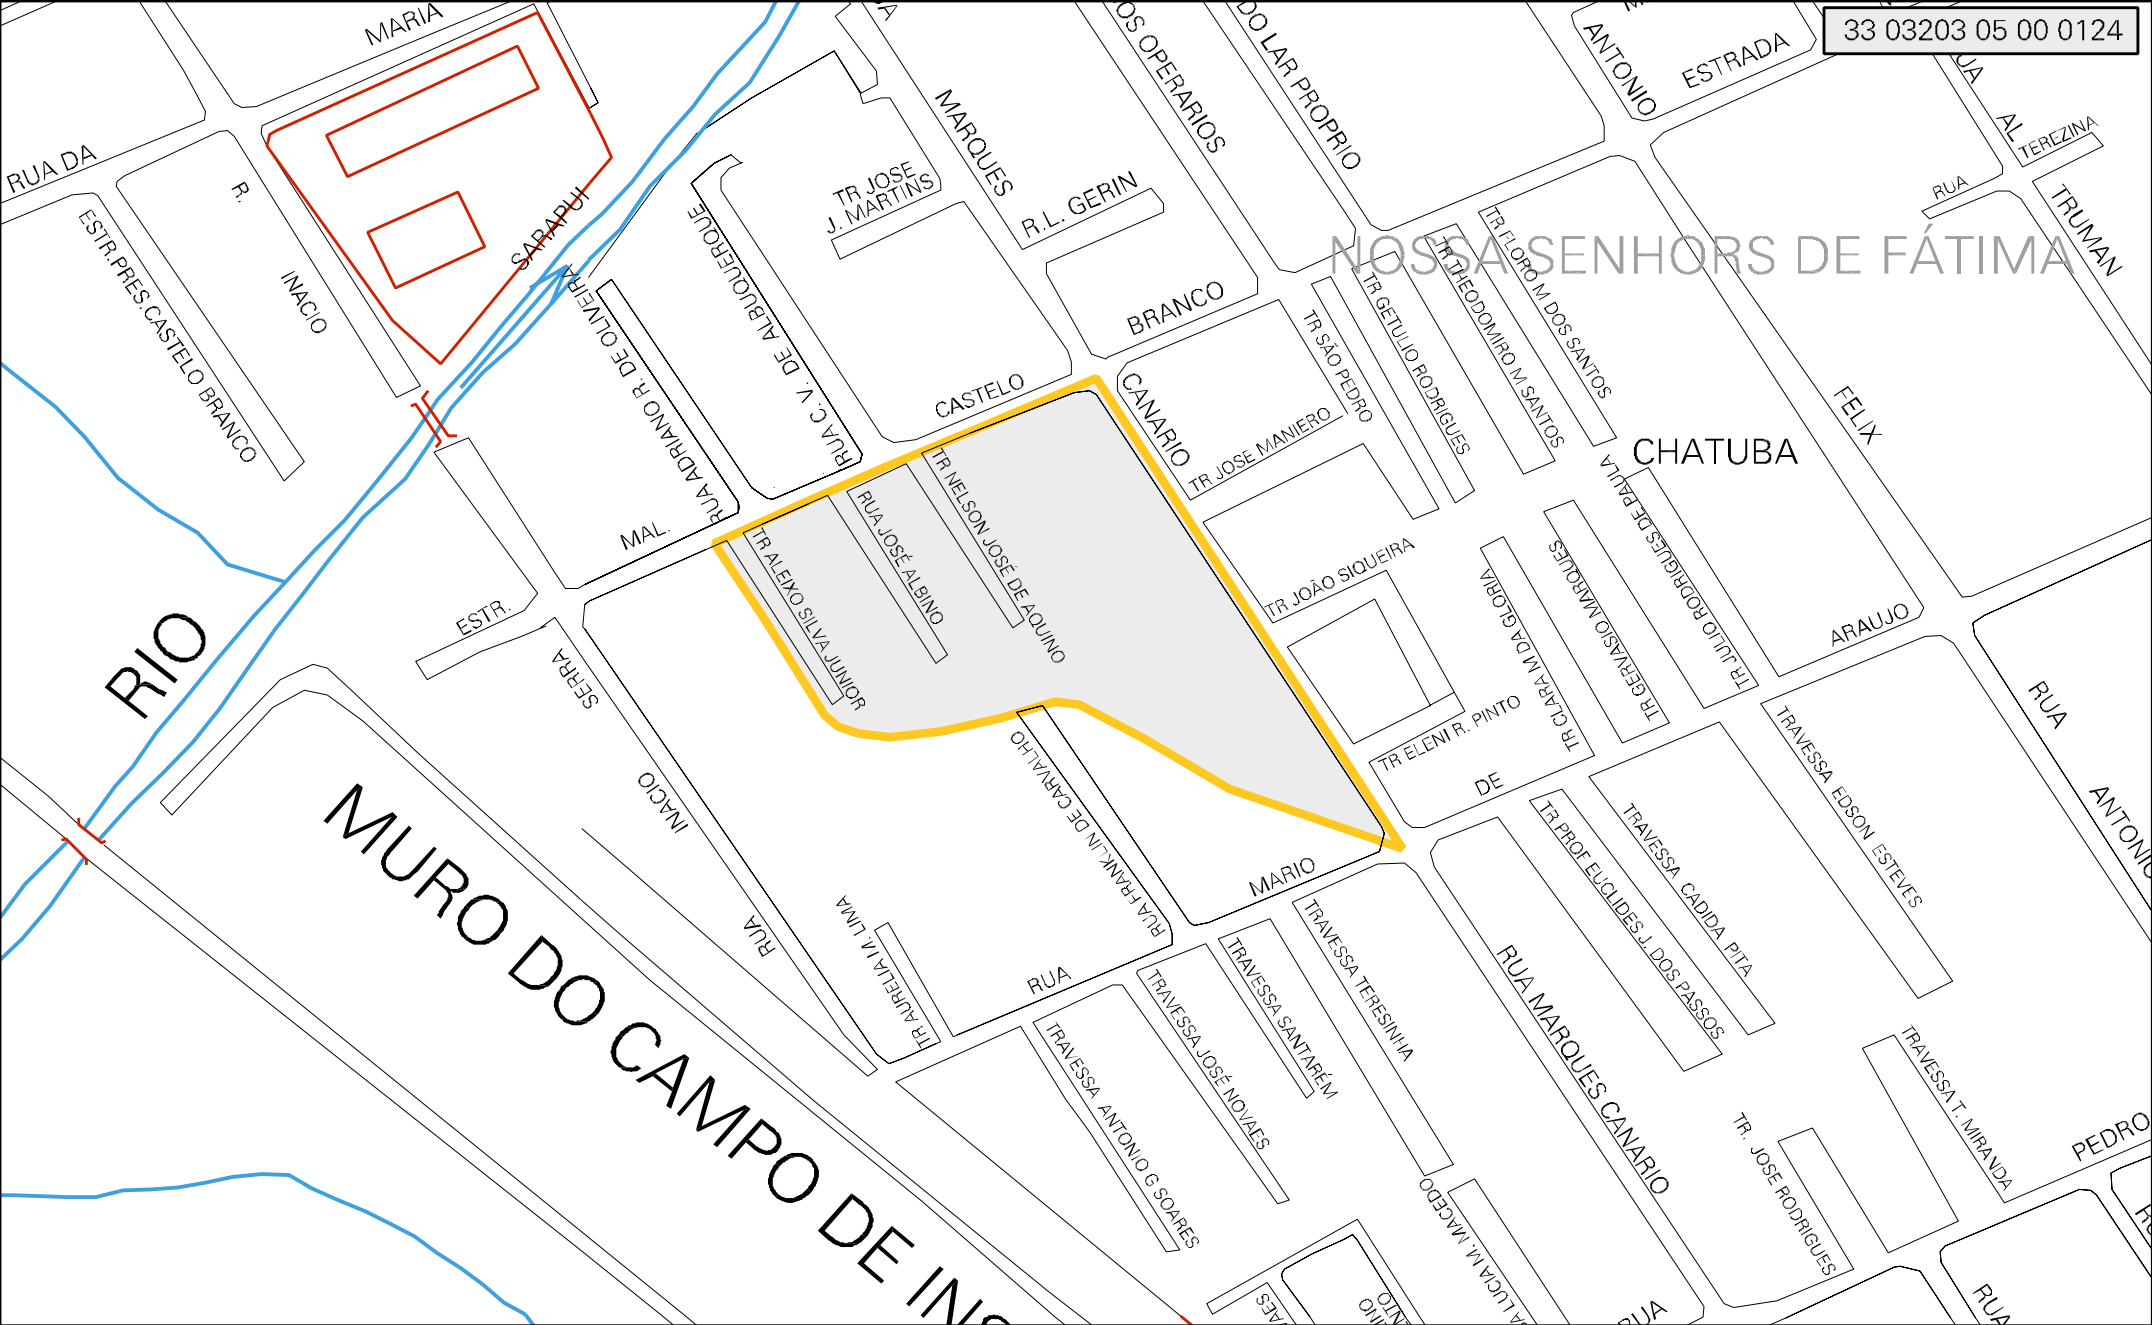 33 03203 05 00 0124
MARIA
RUA DA
R.
INACIO
ESTR.PRES.CASTELO BRANCO
SARAPUI
MARQUES
OS OPERARIOS
DO LAR PROPRIO
ANTONIO
ESTRADA
AL
TEREZINA
RUA
TRUMAN
TR JOSE
J. MARTINS
R.L. GERIN
NOSSA SENHORS DE FÁTIMA
TR FLORO M DOS SANTOS
TR THEODOMIRO M SANTOS
TR GETULIO RODRIGUES
TR SÃO PEDRO
BRANCO
CASTELO
CANARIO
TR JOSE MANIERO
RUA C. V. DE ALBUQUERQUE
RUA ADRIANO R. DE OLIVEIRA
MAL.
ESTR.
CHATUBA
FELIX
TR NELSON JOSÉ DE AQUINO
RUA JOSÉ ALBINO
TR ALEIXO SILVA JUNIOR
TR JOÃO SIQUEIRA
TR JULIO RODRIGUES DE PAULA
TR GERVASIO MARQUES
TR CLARA M DA GLORIA
TR ELENI R. PINTO
ARAUJO
DE
RIO
SERRA
INACIO
RUA
RUA
ANTONIO
RUA FRANKLIN DE CARVALHO
MARIO
RUA
TR AURELIA I M. LIMA
TRAVESSA EDSON ESTEVES
TRAVESSA CADIDA PITA
TR PROF EUCLIDES J. DOS PASSOS
TRAVESSA TERESINHA
TRAVESSA SANTARÉM
TRAVESSA JOSÉ NOVAES
TRAVESSA ANTONIO G SOARES
RUA MARQUES CANARIO
MURO DO CAMPO DE INS
TRAVESSA T. MIRANDA
TR. JOSE RODRIGUES
PEDRO
A LUCIA M. MACEDO
RUA
RUA